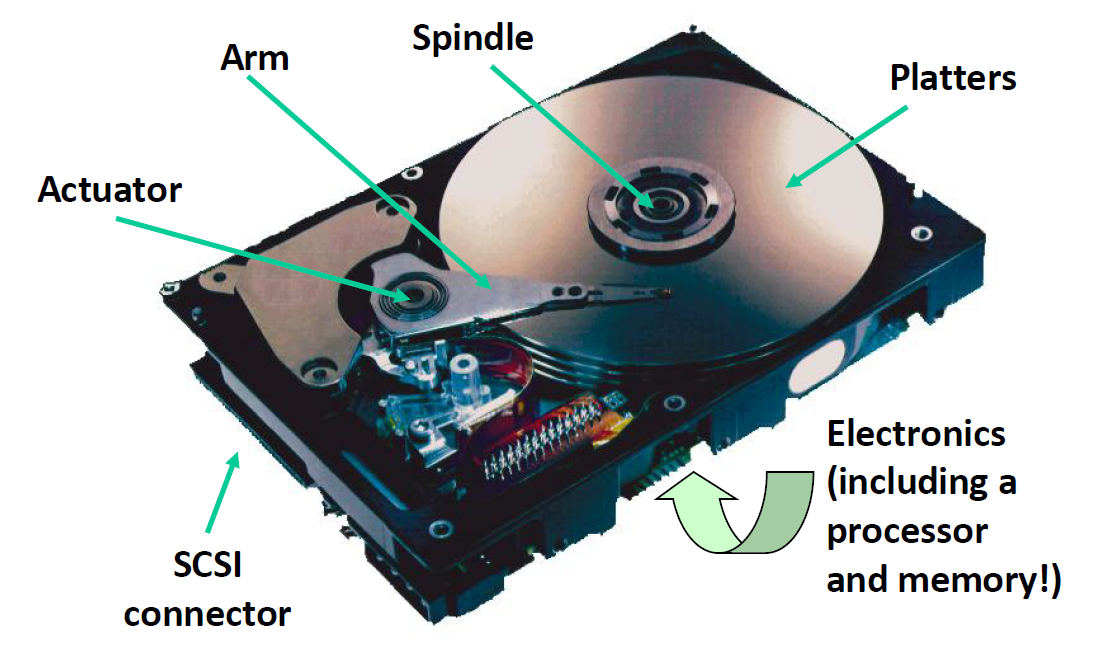 Spindle
Arm
Platters
Actuator
Electronics
(including a
processor
and memory!)
SCSI
connector